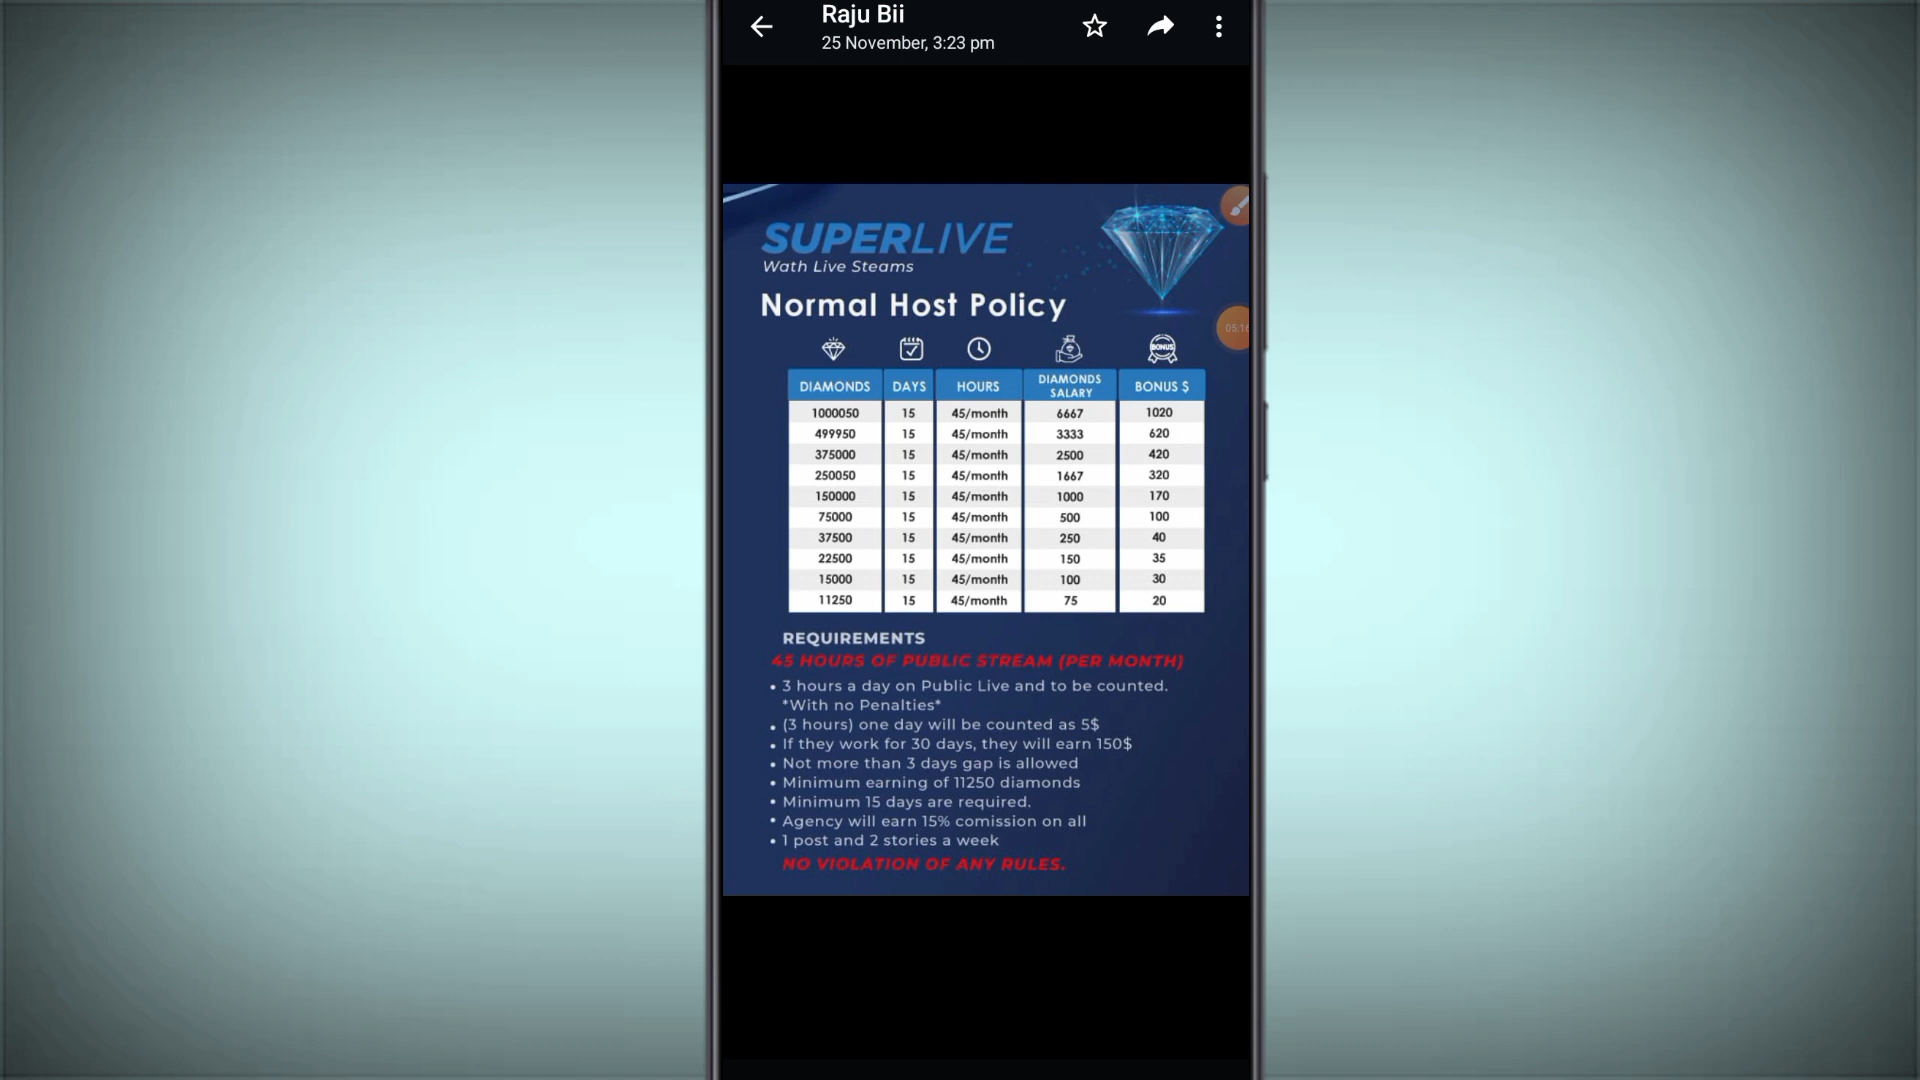 Raju Bii
25 November, 3:23 pm
SUPERLIVE
Wath Live Steams
Normal Host Policy
05:16
BONUS
DIAMONDS DAYS HOURS DIAMONDS SALARY BONUS $
1000050 15 45/month 6667 1020
499950 15 45/month 3333 620
375000 15 45/month 2500 420
250050 15 45/month 1667 320
150000 15 45/month 1000 170
75000 15 45/month 500 100
37500 15 45/month 250 40
22500 15 45/month 150 35
15000 15 45/month 100 30
11250 15 45/month 75 20
REQUIREMENTS
45 HOURS OF PUBLIC STREAM (PER MONTH)
• 3 hours a day on Public Live and to be counted.
*With no Penalties*
• (3 hours) one day will be counted as 5$
• If they work for 30 days, they will earn 150$
• Not more than 3 days gap is allowed
• Minimum earning of 11250 diamonds
• Minimum 15 days are required.
• Agency will earn 15% comission on all
• 1 post and 2 stories a week
NO VIOLATION OF ANY RULES.